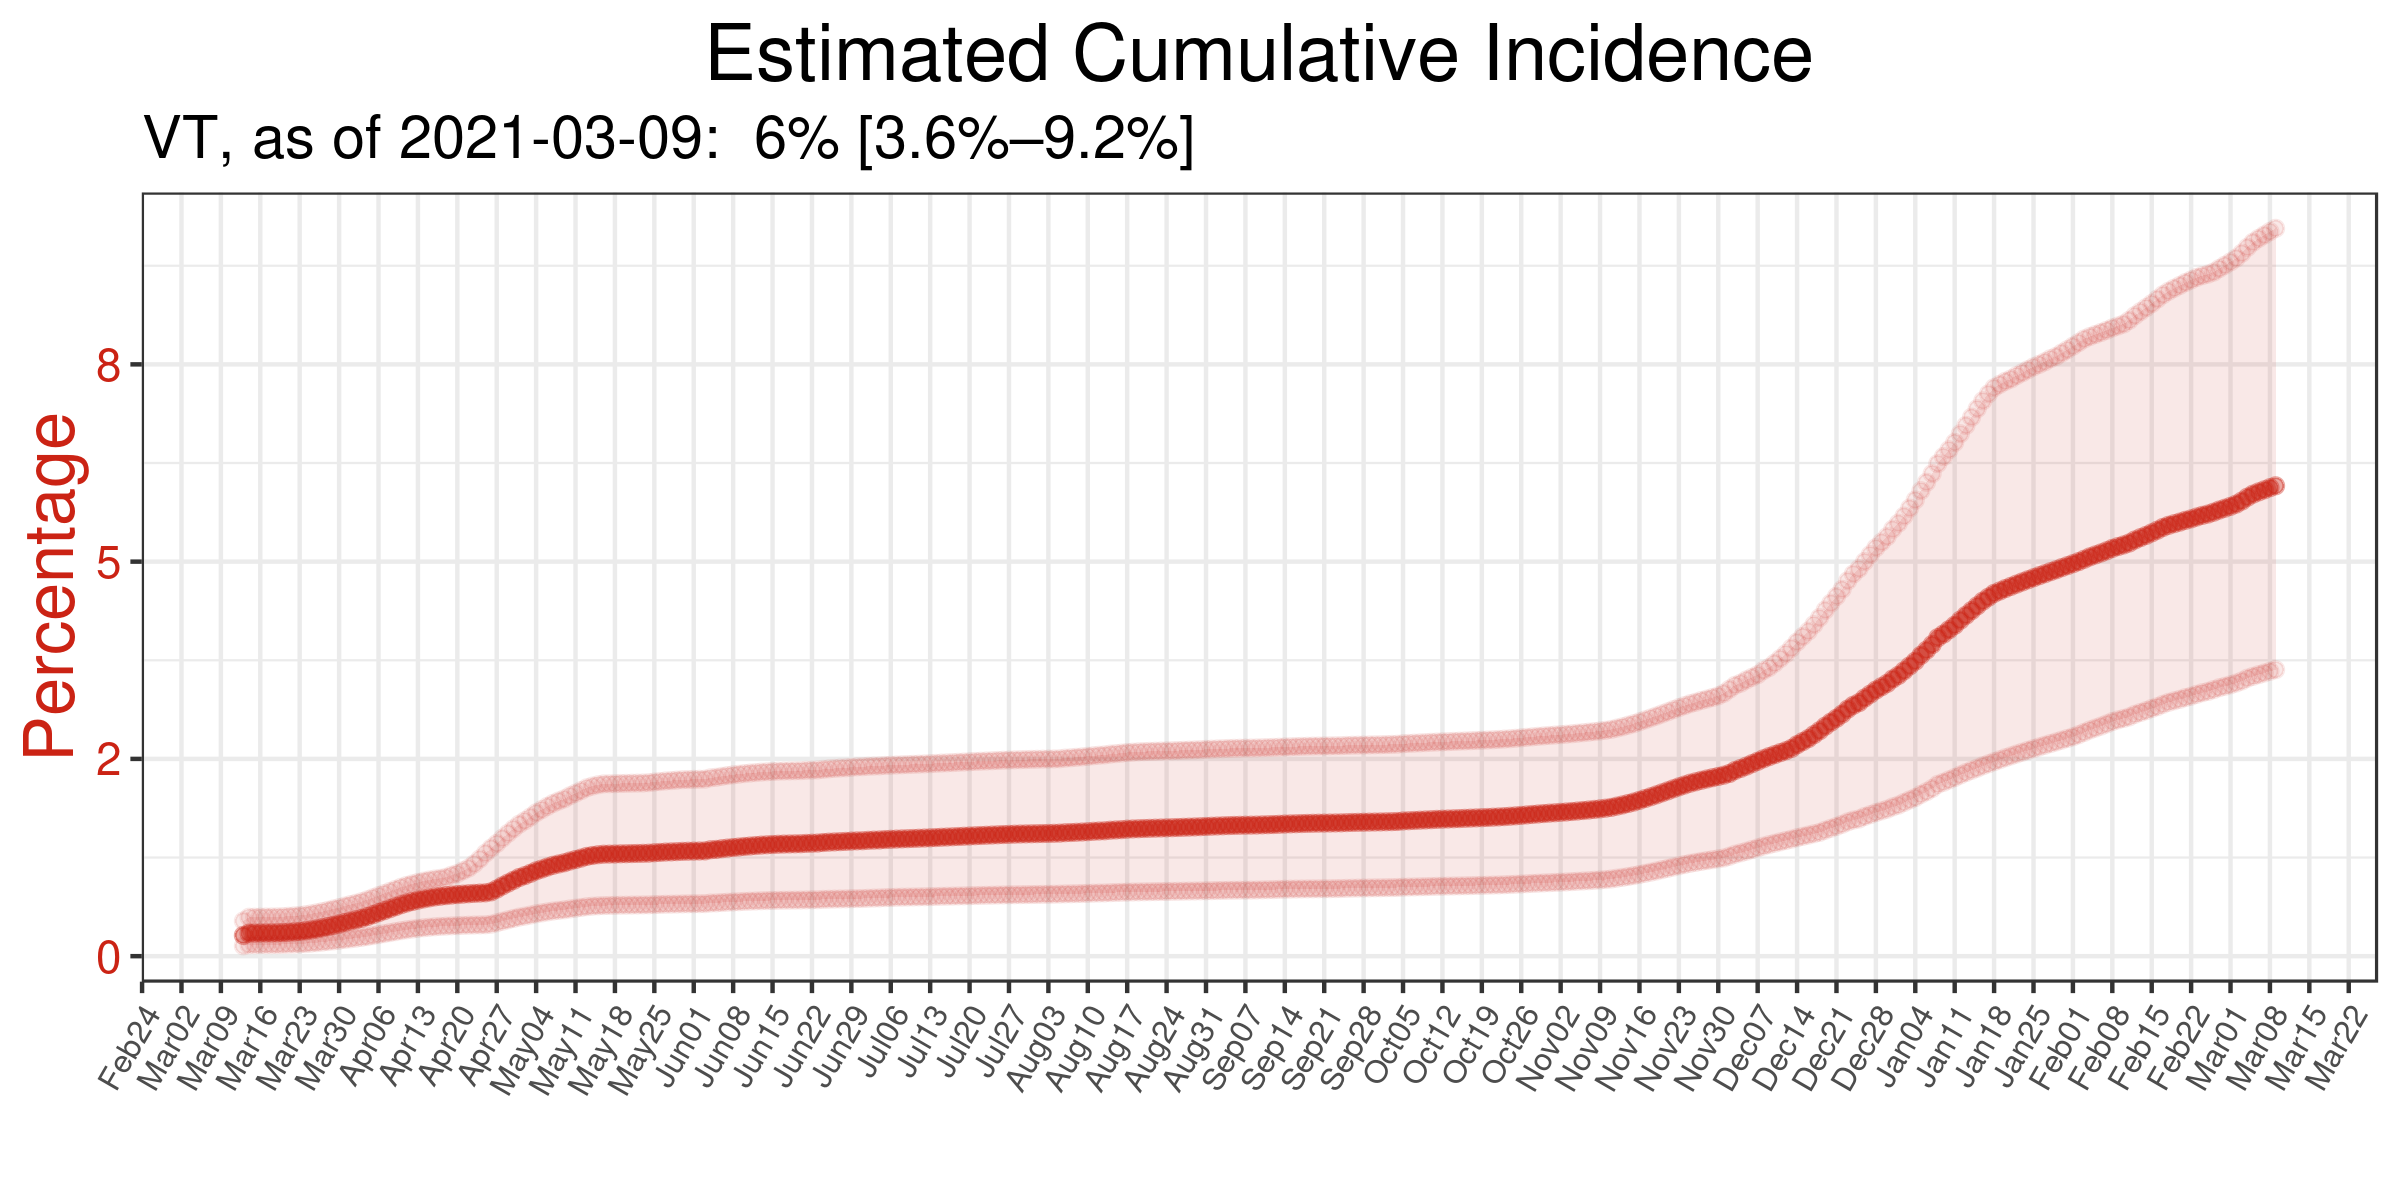 Estimated Cumulative Incidence
VT, as of 2021-03-09:  6% [3.6%–9.2%]
Percentage
8
5
2
0
Feb24
Mar02
Mar09
Mar16
Mar23
Mar30
Apr06
Apr13
Apr20
Apr27
May04
May11
May18
May25
Jun01
Jun08
Jun15
Jun22
Jun29
Jul06
Jul13
Jul20
Jul27
Aug03
Aug10
Aug17
Aug24
Aug31
Sep07
Sep14
Sep21
Sep28
Oct05
Oct12
Oct19
Oct26
Nov02
Nov09
Nov16
Nov23
Nov30
Dec07
Dec14
Dec21
Dec28
Jan04
Jan11
Jan18
Jan25
Feb01
Feb08
Feb15
Feb22
Mar01
Mar08
Mar15
Mar22